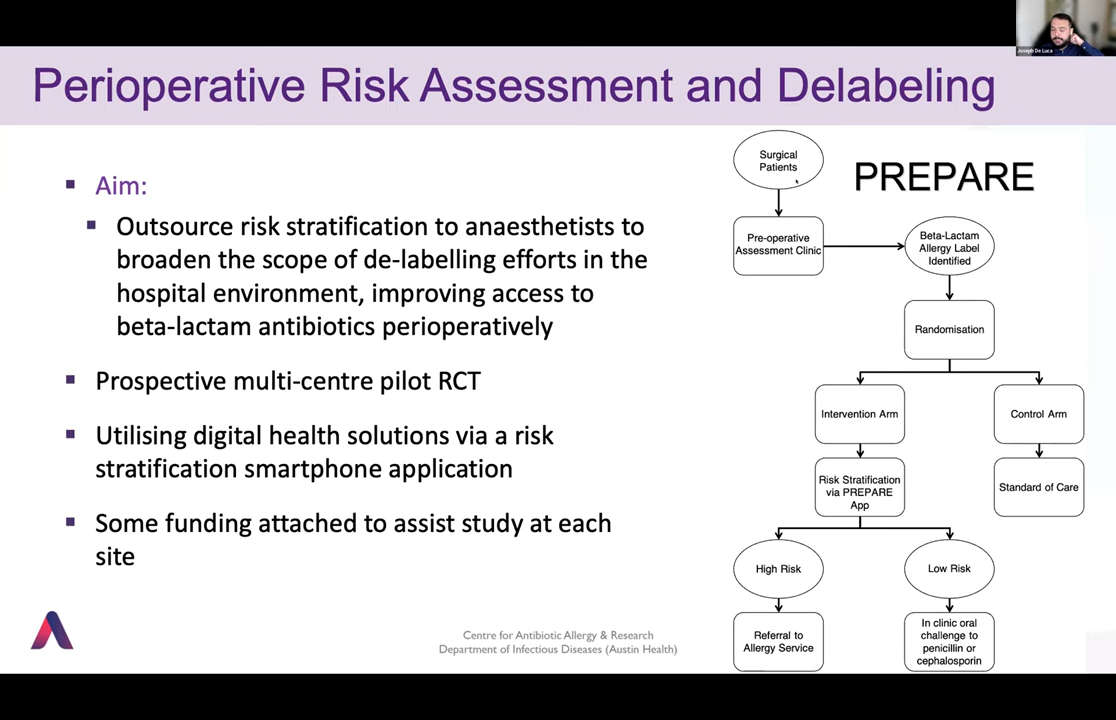 Joseph De Luca
Perioperative Risk Assessment and Delabeling
Aim:
Outsource risk stratification to anaesthetists to
broaden the scope of de-labelling efforts in the
hospital environment, improving access to
beta-lactam antibiotics perioperatively
Prospective multi-centre pilot RCT
Utilising digital health solutions via a risk
stratification smartphone application
Some funding attached to assist study at each
site
PREPARE
Surgical
Patients
Pre-operative
Assessment Clinic
Beta-Lactam
Allergy Label
Identified
Randomisation
Intervention Arm
Control Arm
Risk Stratification
via PREPARE
App
Standard of Care
High Risk
Low Risk
Referral to
Allergy Service
In clinic oral
challenge to
penicillin or
cephalosporin
Centre for Antibiotic Allergy & Research
Department of Infectious Diseases (Austin Health)